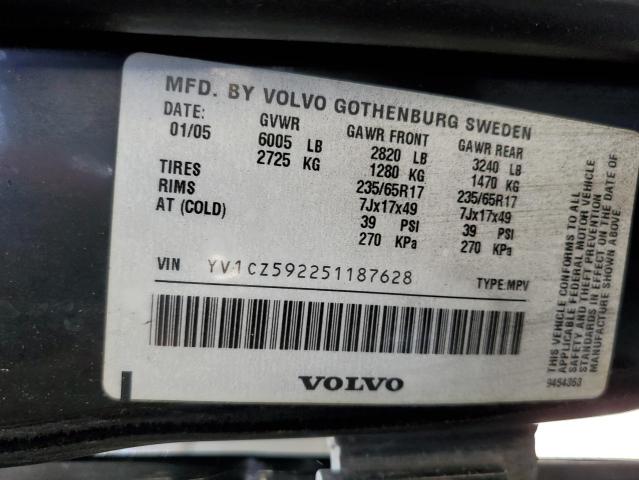 MFD. BY VOLVO GOTHENBURG SWEDEN
DATE: GVWR GAWR FRONT GAWR REAR
01/05 6005 LB 2820 LB 3240 LB
2725 KG 1280 KG 1470 KG
TIRES 235/65R17 235/65R17
RIMS 7Jx17x49 7Jx17x49
AT (COLD) 39 PSI 39 PSI
270 KPa 270 KPa
VIN YV1CZ592251187628 TYPE:MPV
VOLVO
THIS VEHICLE CONFORMS TO ALL
APPLICABLE FEDERAL MOTOR VEHICLE
SAFETY AND THEFT PREVENTION
STANDARDS IN EFFECT ON THE DATE OF
MANUFACTURE SHOWN ABOVE
9454363